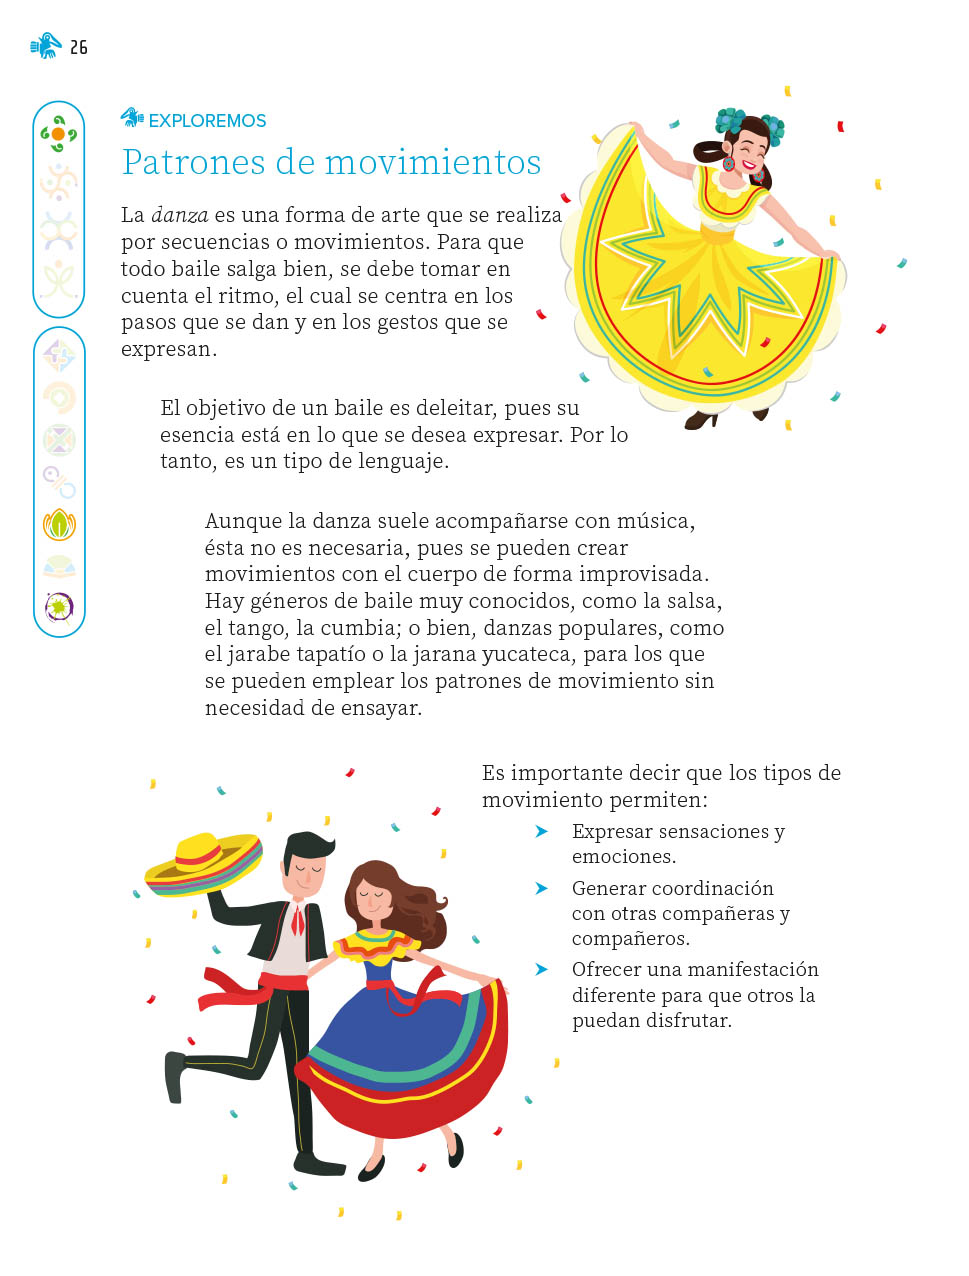 26
EXPLOREMOS
Patrones de movimientos
La danza es una forma de arte que se realiza
por secuencias o movimientos. Para que
todo baile salga bien, se debe tomar en
cuenta el ritmo, el cual se centra en los
pasos que se dan y en los gestos que se
expresan.
El objetivo de un baile es deleitar, pues su
esencia está en lo que se desea expresar. Por lo
tanto, es un tipo de lenguaje.
Aunque la danza suele acompañarse con música,
ésta no es necesaria, pues se pueden crear
movimientos con el cuerpo de forma improvisada.
Hay géneros de baile muy conocidos, como la salsa,
el tango, la cumbia; o bien, danzas populares, como
el jarabe tapatío o la jarana yucateca, para los que
se pueden emplear los patrones de movimiento sin
necesidad de ensayar.
Es importante decir que los tipos de
movimiento permiten:
➤ Expresar sensaciones y
emociones.
➤ Generar coordinación
con otras compañeras y
compañeros.
➤ Ofrecer una manifestación
diferente para que otros la
puedan disfrutar.